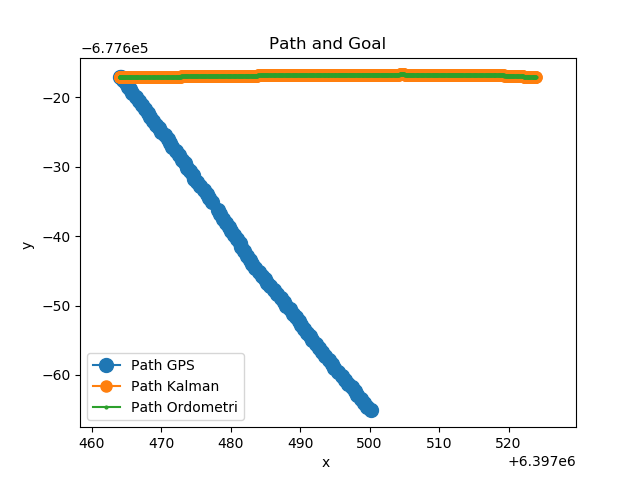 Path and Goal
−6.776e5
−20
−30
−40
−50
−60
y
Path GPS
Path Kalman
Path Ordometri
460
470
480
490
500
510
520
x
+6.397e6